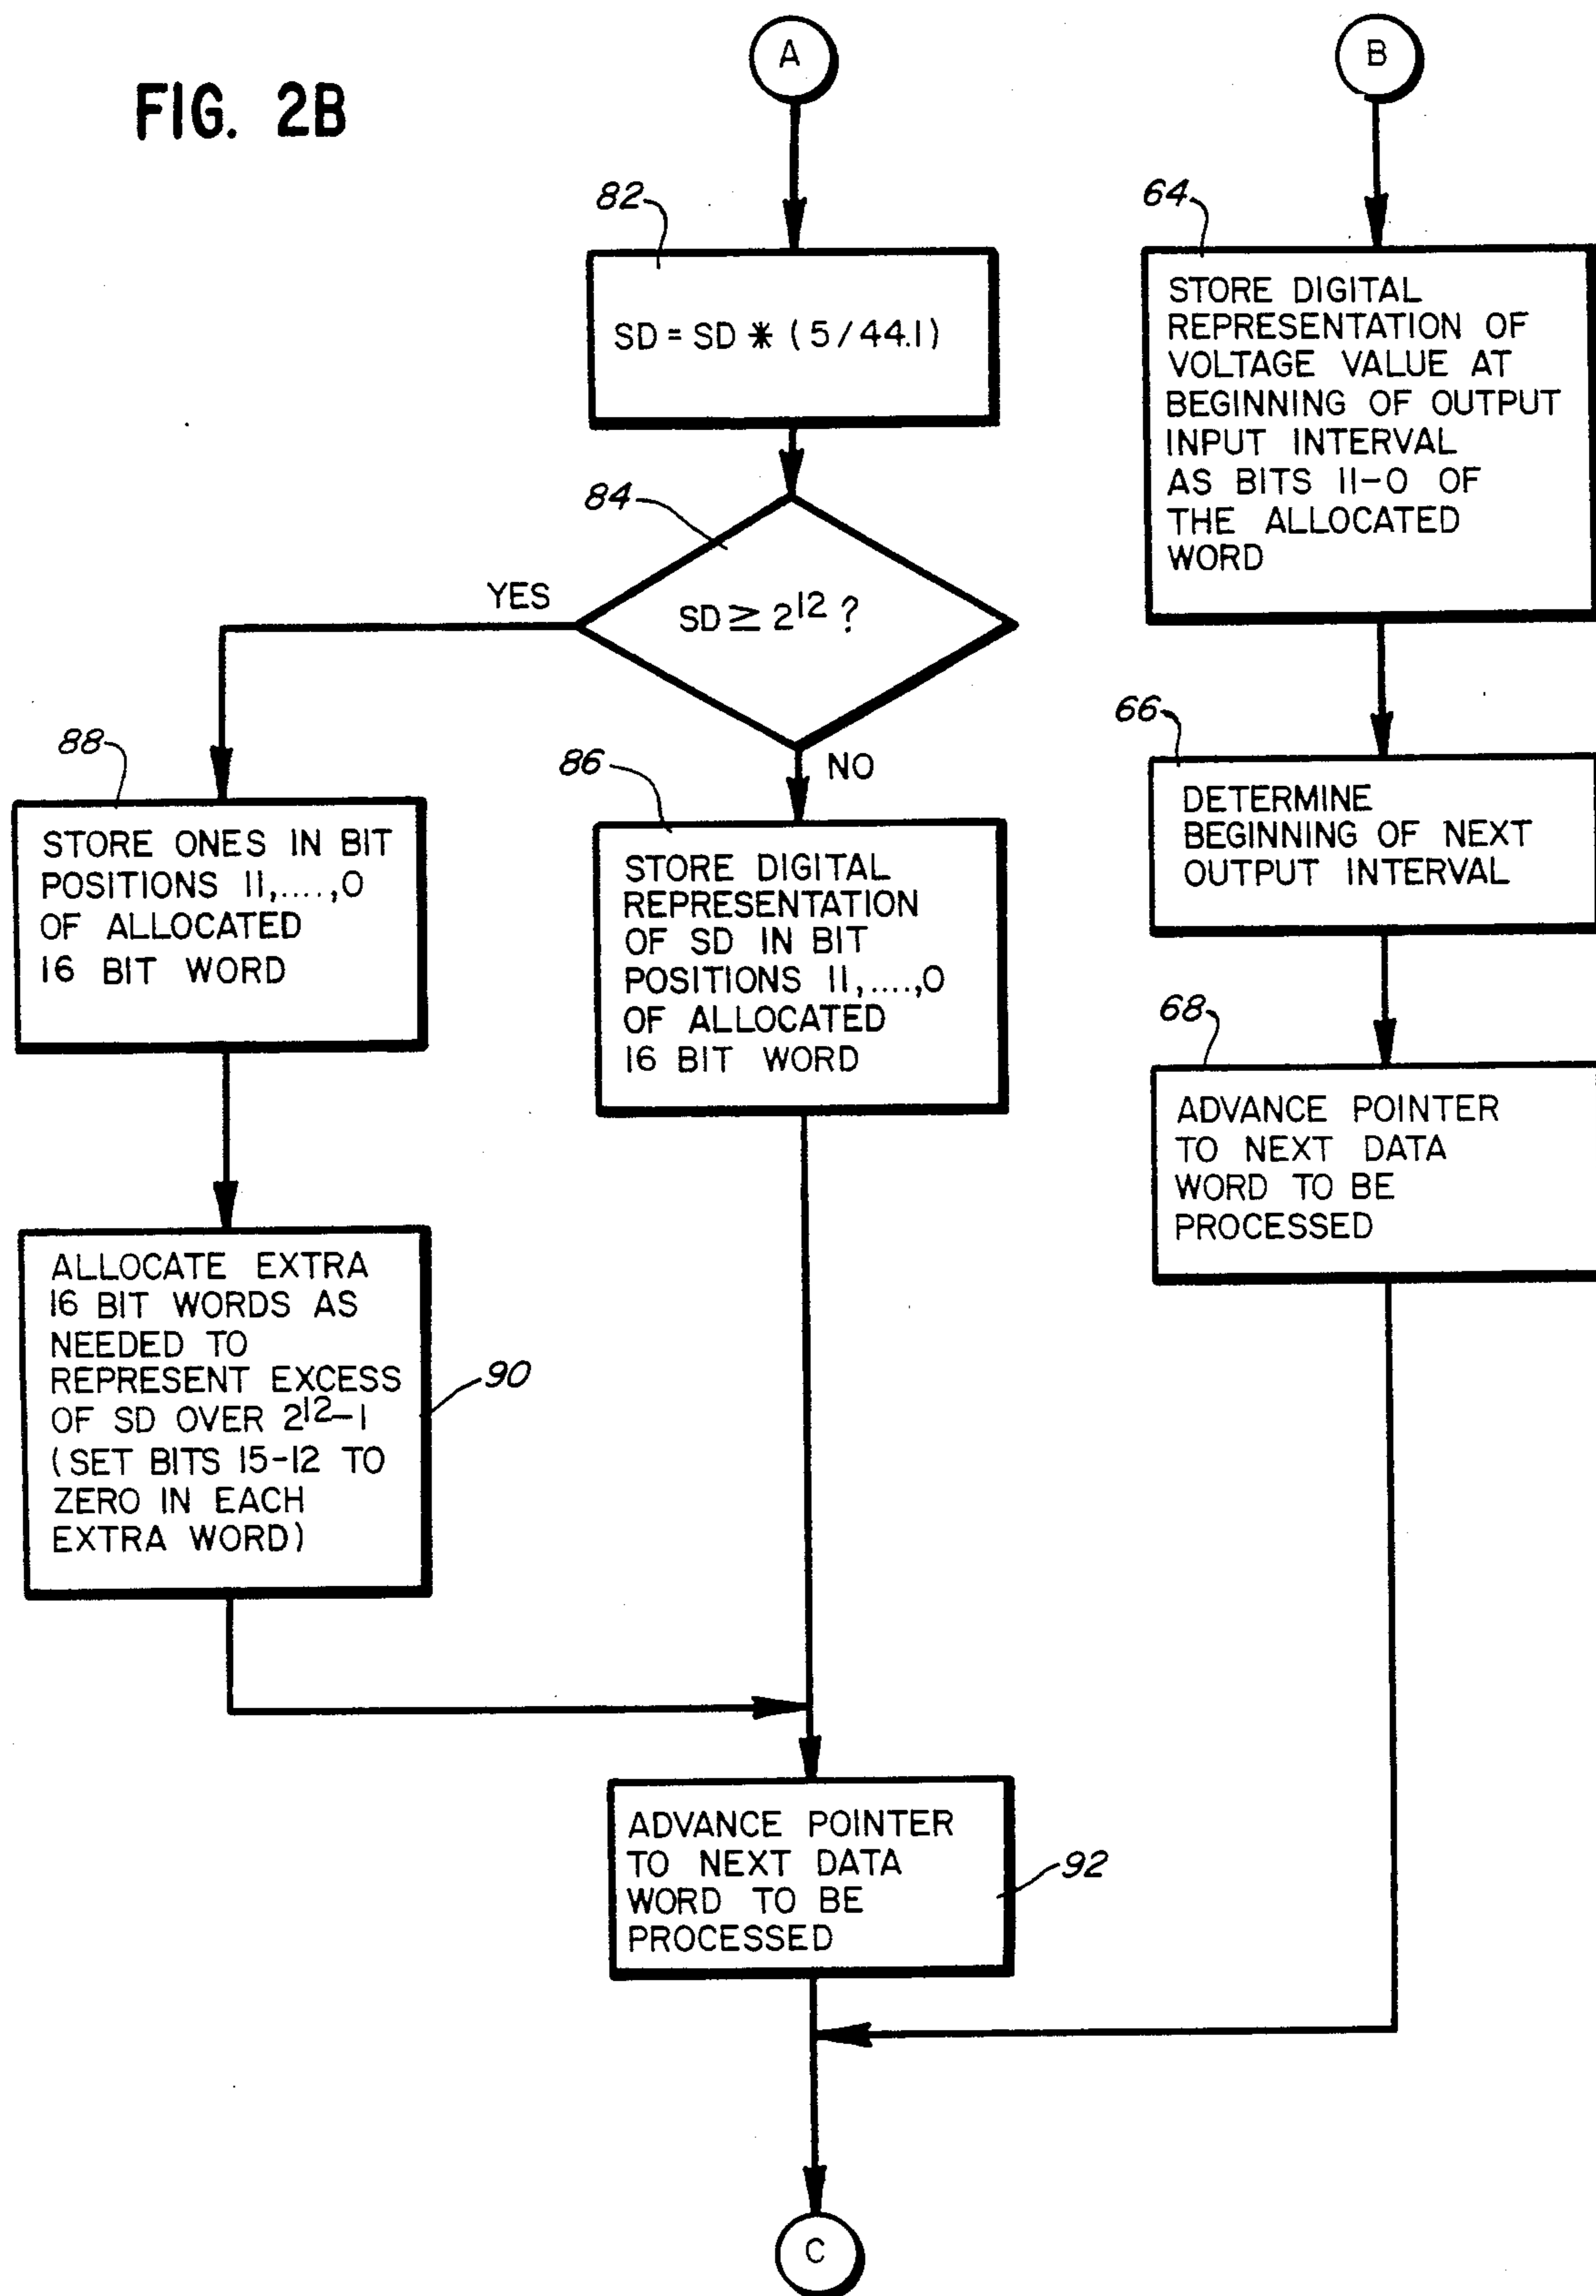 FIG. 2B
A
B
82
SD = SD * (5/44.1)
84
SD ≥ 2¹² ?
YES
NO
88
STORE ONES IN BIT
POSITIONS 11,....,0
OF ALLOCATED
16 BIT WORD
86
STORE DIGITAL
REPRESENTATION
OF SD IN BIT
POSITIONS 11,....,0
OF ALLOCATED
16 BIT WORD
ALLOCATE EXTRA
16 BIT WORDS AS
NEEDED TO
REPRESENT EXCESS
OF SD OVER 2¹²-1
(SET BITS 15-12 TO
ZERO IN EACH
EXTRA WORD)
90
ADVANCE POINTER
TO NEXT DATA
WORD TO BE
PROCESSED
92
64
STORE DIGITAL
REPRESENTATION OF
VOLTAGE VALUE AT
BEGINNING OF OUTPUT
INPUT INTERVAL
AS BITS 11-0 OF
THE ALLOCATED
WORD
66
DETERMINE
BEGINNING OF NEXT
OUTPUT INTERVAL
68
ADVANCE POINTER
TO NEXT DATA
WORD TO BE
PROCESSED
C